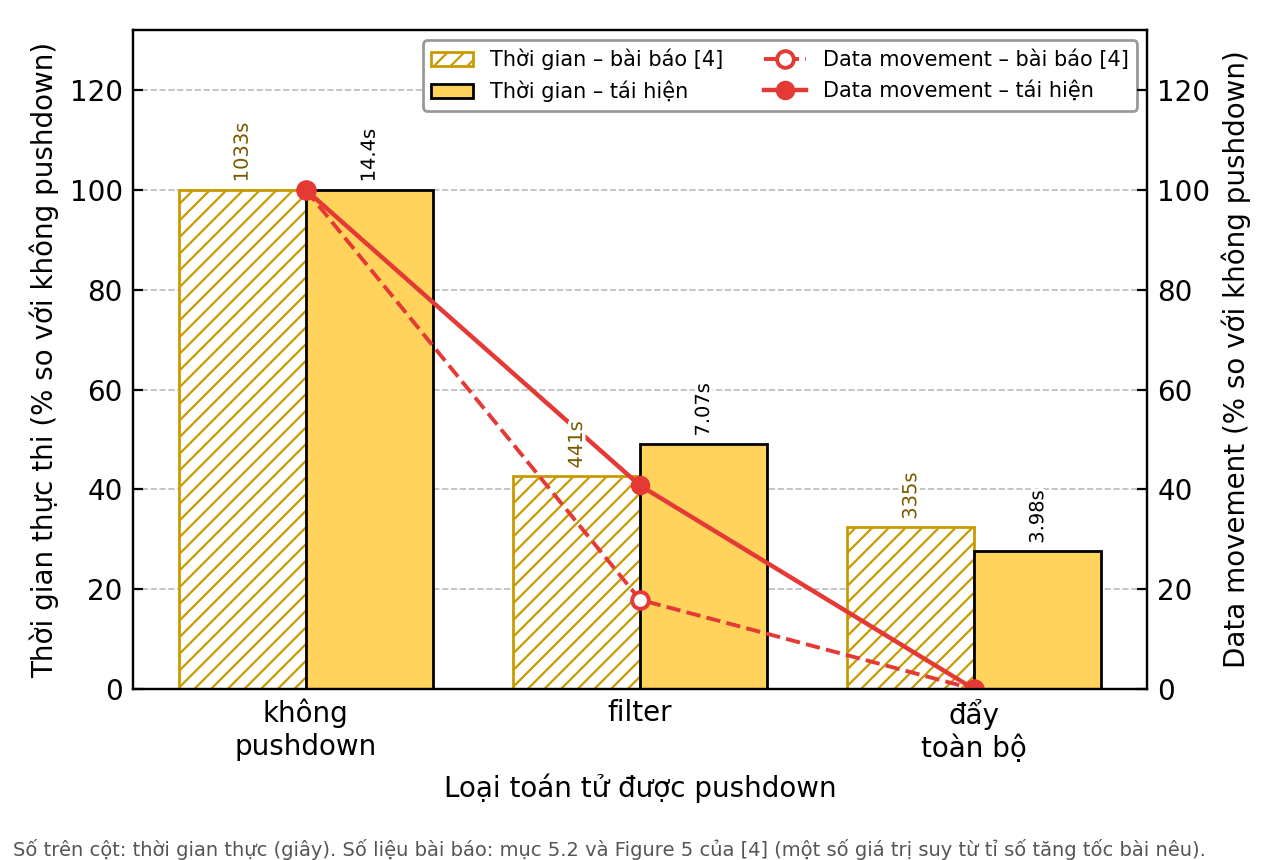 Thời gian – bài báo [4]
Thời gian – tái hiện
Data movement – bài báo [4]
Data movement – tái hiện
Thời gian thực thi (% so với không pushdown)
120
100
80
60
40
20
0
1033s
14.4s
441s
7.07s
335s
3.98s
120
100
80
60
40
20
0
Data movement (% so với không pushdown)
không
pushdown
filter
đẩy
toàn bộ
Loại toán tử được pushdown
Số trên cột: thời gian thực (giây). Số liệu bài báo: mục 5.2 và Figure 5 của [4] (một số giá trị suy từ tỉ số tăng tốc bài nêu).